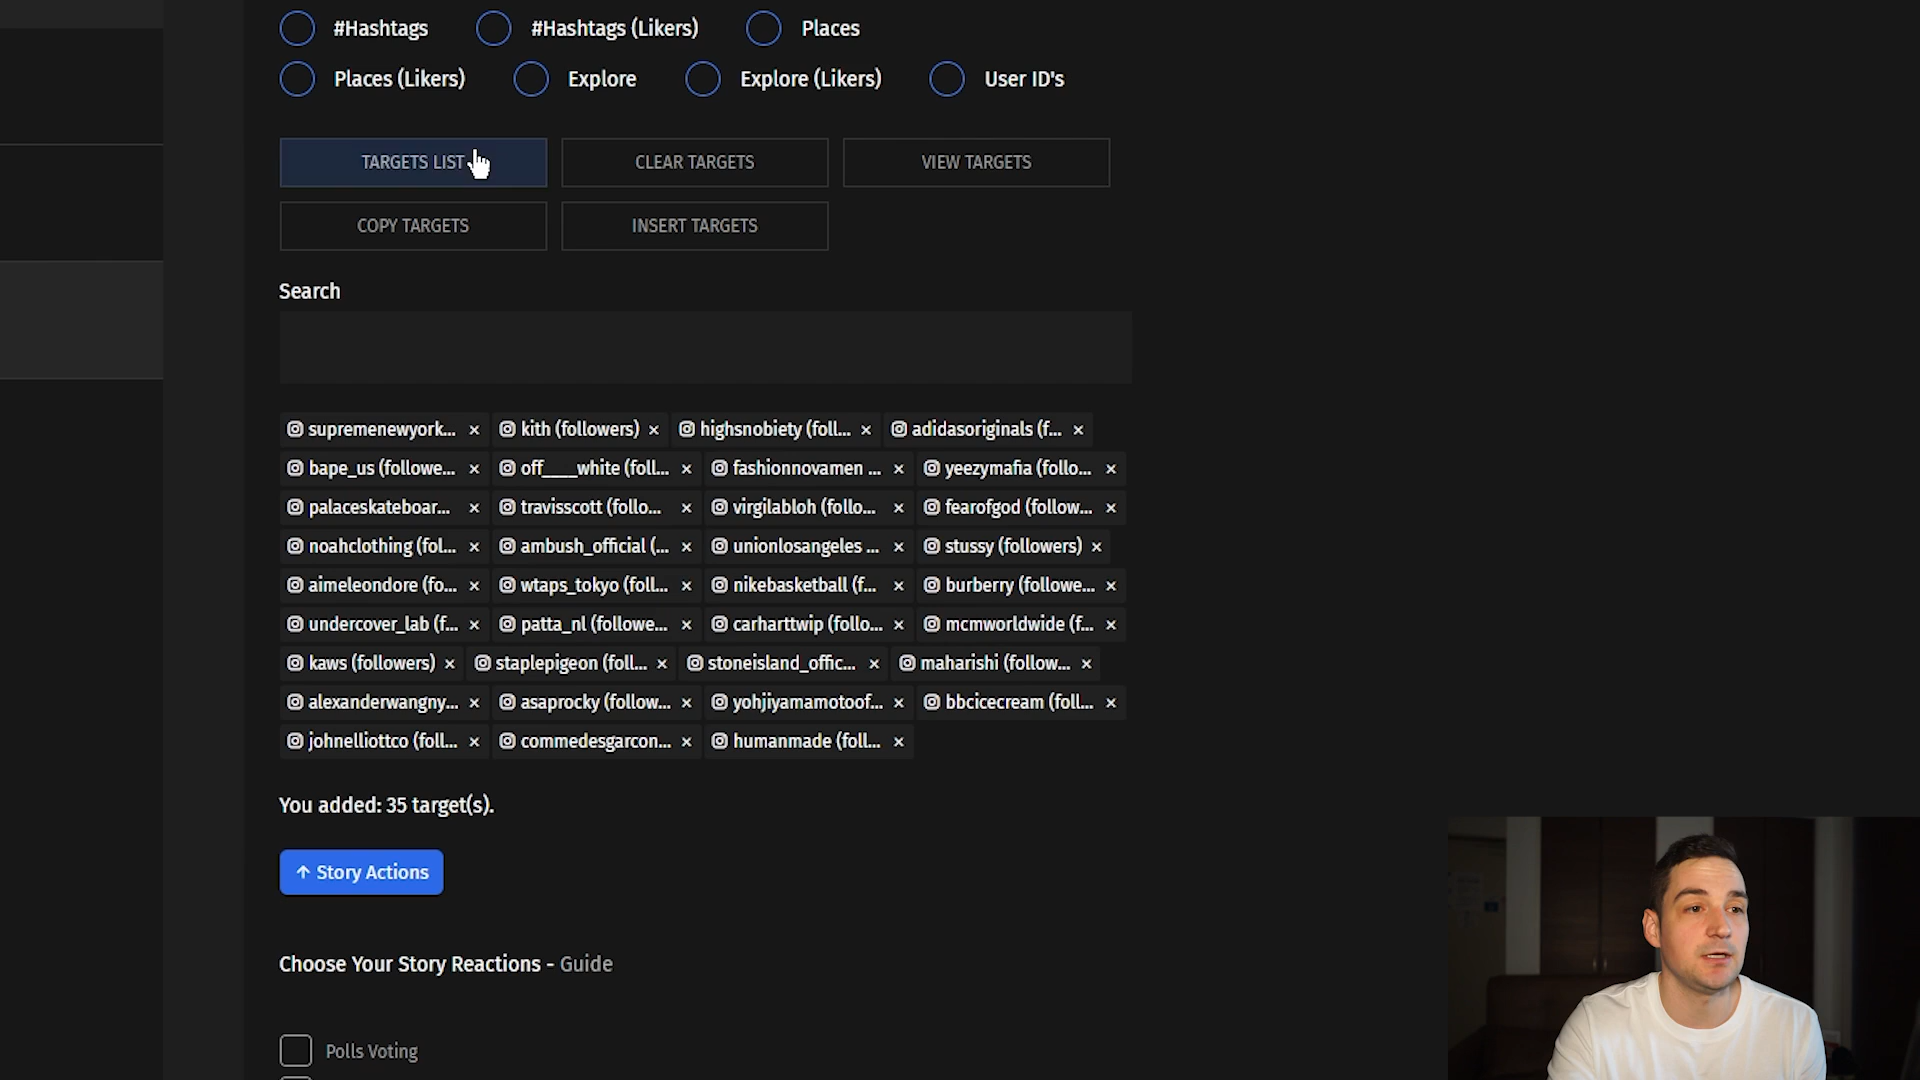 #Hashtags #Hashtags (Likers) Places
Places (Likers) Explore Explore (Likers) User ID's
TARGETS LIST CLEAR TARGETS VIEW TARGETS
COPY TARGETS INSERT TARGETS
Search
supremenewyork... × kith (followers) × highsnobiety (foll... × adidasoriginals (f... ×
bape_us (followe... × off____white (foll... × fashionnovamen ... × yeezymafia (follo... ×
palaceskateboar... × travisscott (follo... × virgilabloh (follo... × fearofgod (follow... ×
noahclothing (fol... × ambush_official (... × unionlosangeles ... × stussy (followers) ×
aimeleondore (fo... × wtaps_tokyo (foll... × nikebasketball (f... × burberry (followe... ×
undercover_lab (f... × patta_nl (followe... × carharttwip (follo... × mcmworldwide (f... ×
kaws (followers) × staplepigeon (foll... × stoneisland_offic... × maharishi (follow... ×
alexanderwangny... × asaprocky (follow... × yohjiyamamotoof... × bbcicecream (foll... ×
johnelliottco (foll... × commedesgarcon... × humanmade (foll... ×
You added: 35 target(s).
↑ Story Actions
Choose Your Story Reactions - Guide
Polls Voting